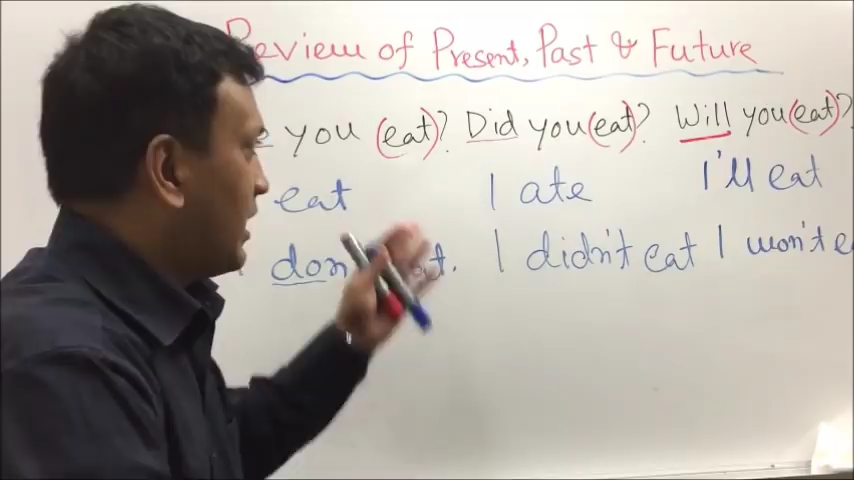 Review of Present, Past & Future
you (eat)? Did you (eat)? Will you (eat)?
eat I ate I'll eat
I didn't eat I won't